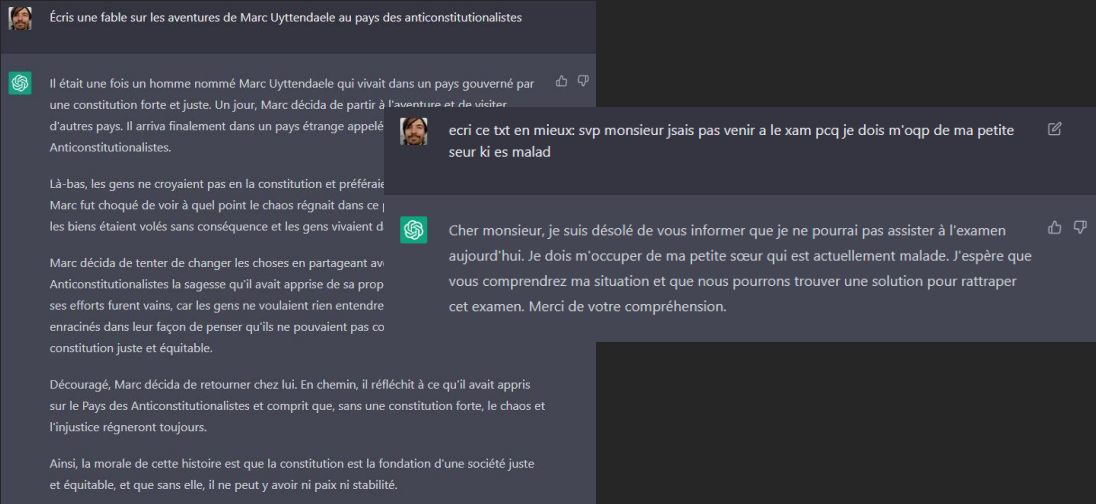 Écris une fable sur les aventures de Marc Uyttendaele au pays des anticonstitutionalistes
Il était une fois un homme nommé Marc Uyttendaele qui vivait dans un pays gouverné par
une constitution forte et juste. Un jour, Marc décida de partir à l'aventure et de visiter
d'autres pays. Il arriva finalement dans un pays étrange appelé
Anticonstitutionalistes.
Là-bas, les gens ne croyaient pas en la constitution et
Marc fut choqué de voir à quel point le chaos régnait dans ce
les biens étaient volés sans conséquence et les gens vivaient
Marc décida de tenter de changer les choses en partageant
Anticonstitutionalistes la sagesse qu'il avait apprise de sa
ses efforts furent vains, car les gens ne voulaient rien entendre
enracinés dans leur façon de penser qu'ils ne pouvaient pas
constitution juste et équitable.
Découragé, Marc décida de retourner chez lui. En chemin, il réfléchit à ce qu'il avait appris
sur le Pays des Anticonstitutionalistes et comprit que, sans une constitution forte, le chaos et
l'injustice régneront toujours.
Ainsi, la morale de cette histoire est que la constitution est la fondation d'une société juste
et équitable, et que sans elle, il ne peut y avoir ni paix ni stabilité.
ecri ce txt en mieux: svp monsieur jsais pas venir a le xam pcq je dois m'oqp de ma petite
seur ki es malad
Cher monsieur, je suis désolé de vous informer que je ne pourrai pas assister à l'examen
aujourd'hui. Je dois m'occuper de ma petite sœur qui est actuellement malade. J'espère que
vous comprendrez ma situation et que nous pourrons trouver une solution pour rattraper
cet examen. Merci de votre compréhension.